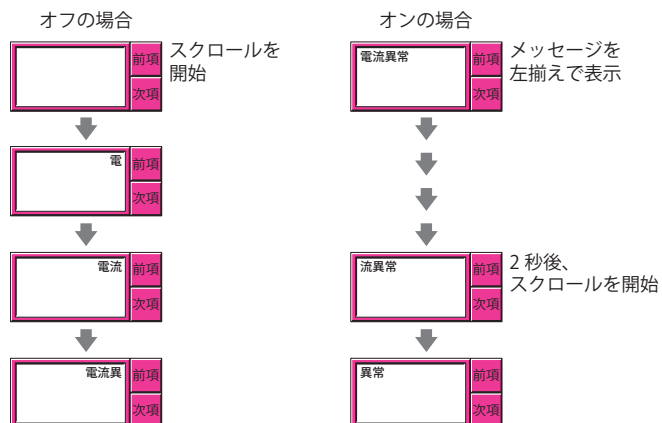 オフの場合
前項
次項
スクロールを
開始
電
前項
次項
電流
前項
次項
電流異
前項
次項
オンの場合
電流異常
前項
次項
メッセージを
左揃えで表示
流異常
前項
次項
2 秒後、
スクロールを開始
異常
前項
次項